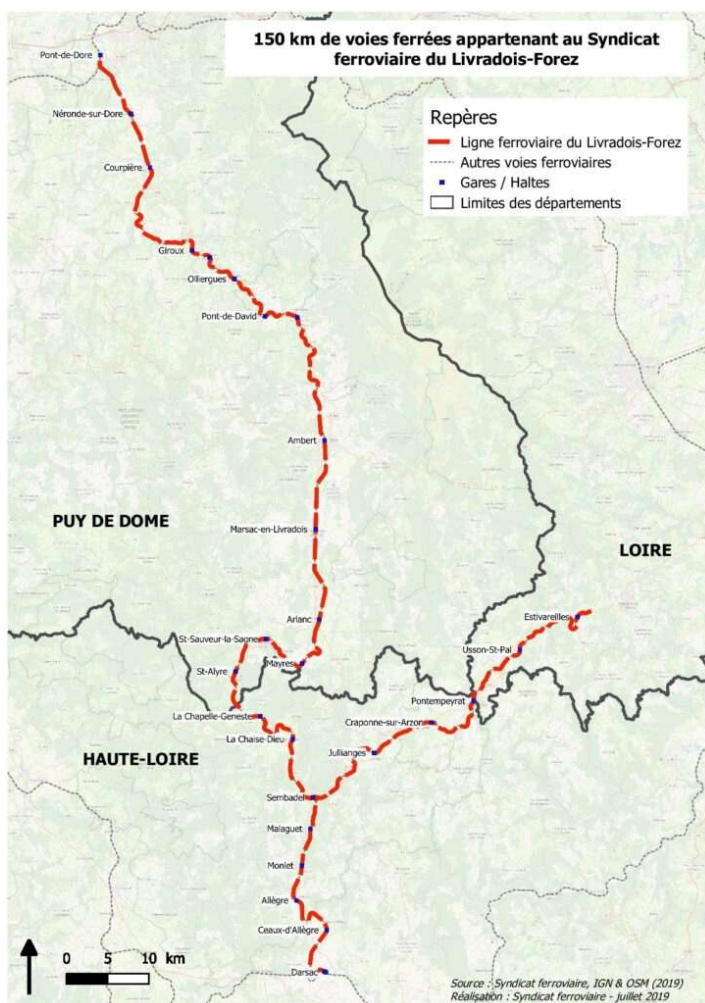 150 km de voies ferrées appartenant au Syndicat
ferroviaire du Livradois-Forez
Repères
Ligne ferroviaire du Livradois-Forez
Autres voies ferroviaires
Gares / Haltes
Limites des départements
Pont-de-Dore
Néronde-sur-Dore
Courpière
Giroux
Olliergues
Pont-de-David
Ambert
PUY DE DOME
Marsac-en-Livradois
LOIRE
Arlanc
Estivareilles
St-Sauveur-la-Sagne
Usson-St-Pal
Mayres
St-Alyre
Pontempeyrat
La Chapelle-Geneste
Craponne-sur-Arzon
La Chaise-Dieu
HAUTE-LOIRE
Jullianges
Sembadel
Malaguet
Monlet
Allègre
Ceaux-d'Allègre
Darsac
0 5 10 km
Source : Syndicat ferroviaire, IGN & OSM (2019)
Réalisation : Syndicat ferroviaire - juillet 2019